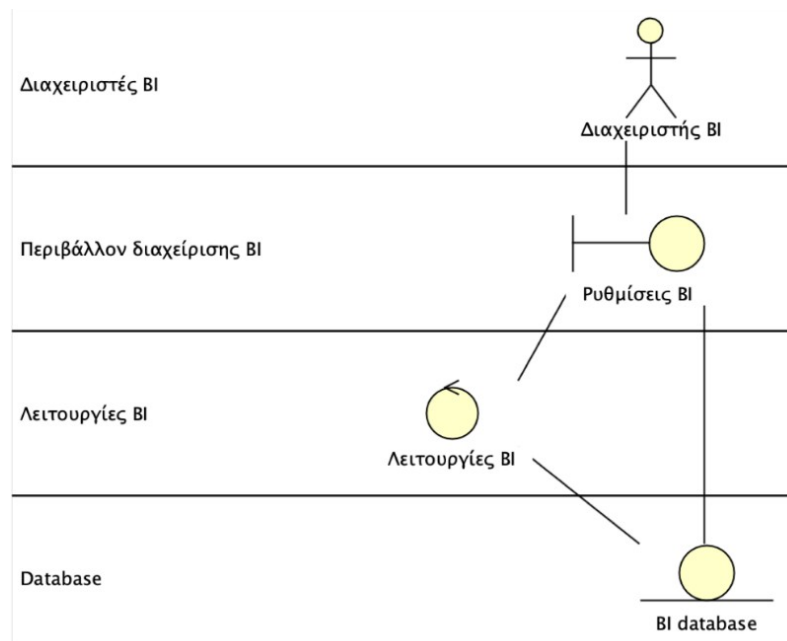 Διαχειριστές BI
Διαχειριστής BI
Περιβάλλον διαχείρισης BI
Ρυθμίσεις BI
Λειτουργίες BI
Λειτουργίες BI
Database
BI database